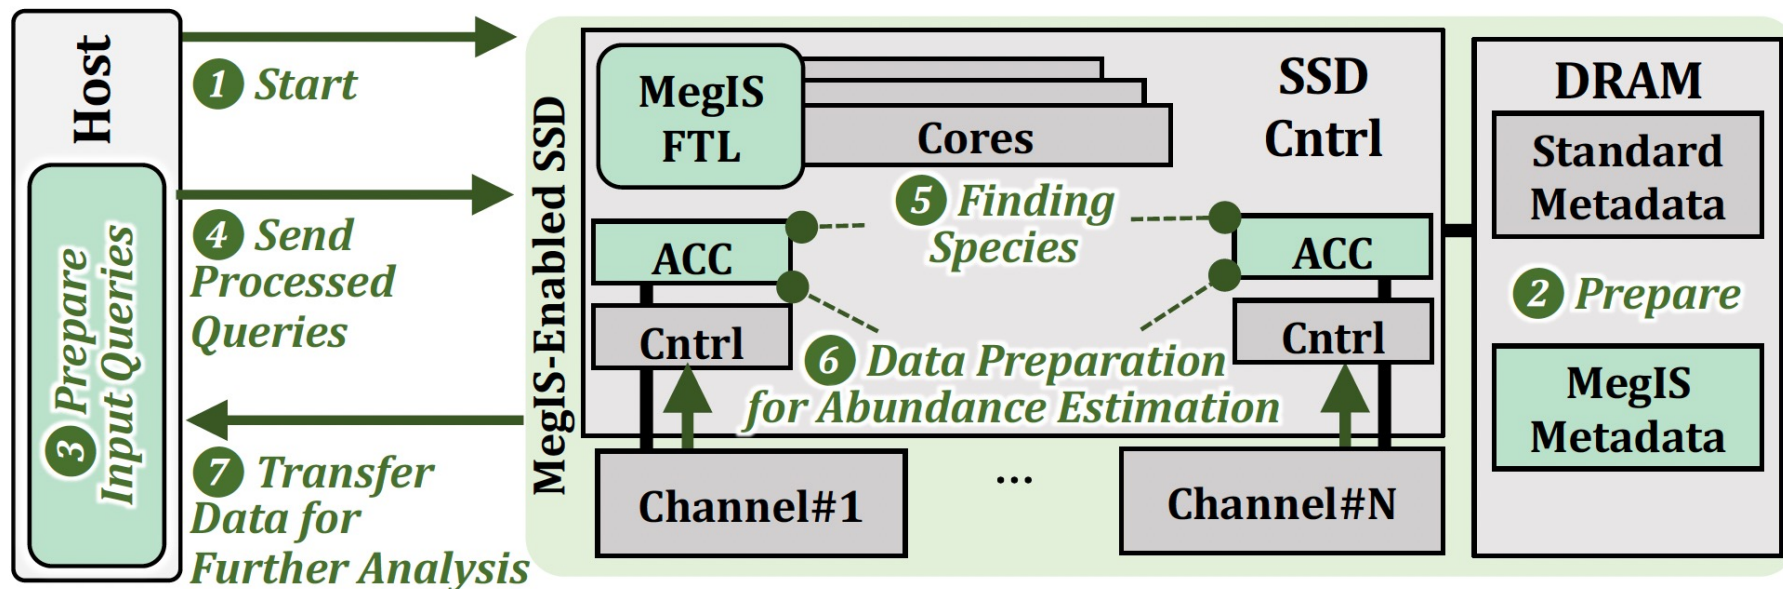 Host
3 Prepare
Input Queries
1 Start
4 Send
Processed
Queries
7 Transfer
Data for
Further Analysis
MegIS-Enabled SSD
MegIS
FTL
Cores
SSD
Cntrl
5 Finding
Species
ACC
Cntrl
ACC
Cntrl
6 Data Preparation
for Abundance Estimation
Channel#1
...
Channel#N
DRAM
Standard
Metadata
2 Prepare
MegIS
Metadata